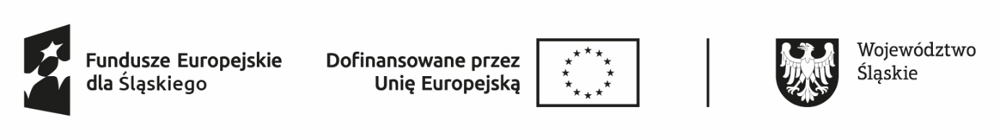 Fundusze Europejskie
dla Śląskiego
Dofinansowane przez
Unię Europejską
Województwo
Śląskie